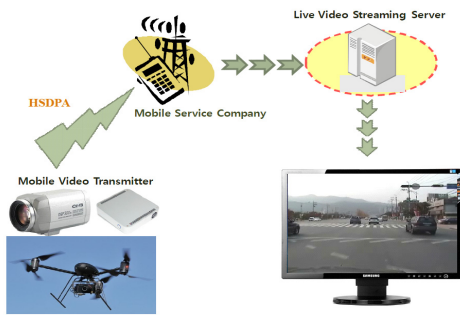 Live Video Streaming Server
HSDPA
Mobile Service Company
Mobile Video Transmitter
SAMSUNG